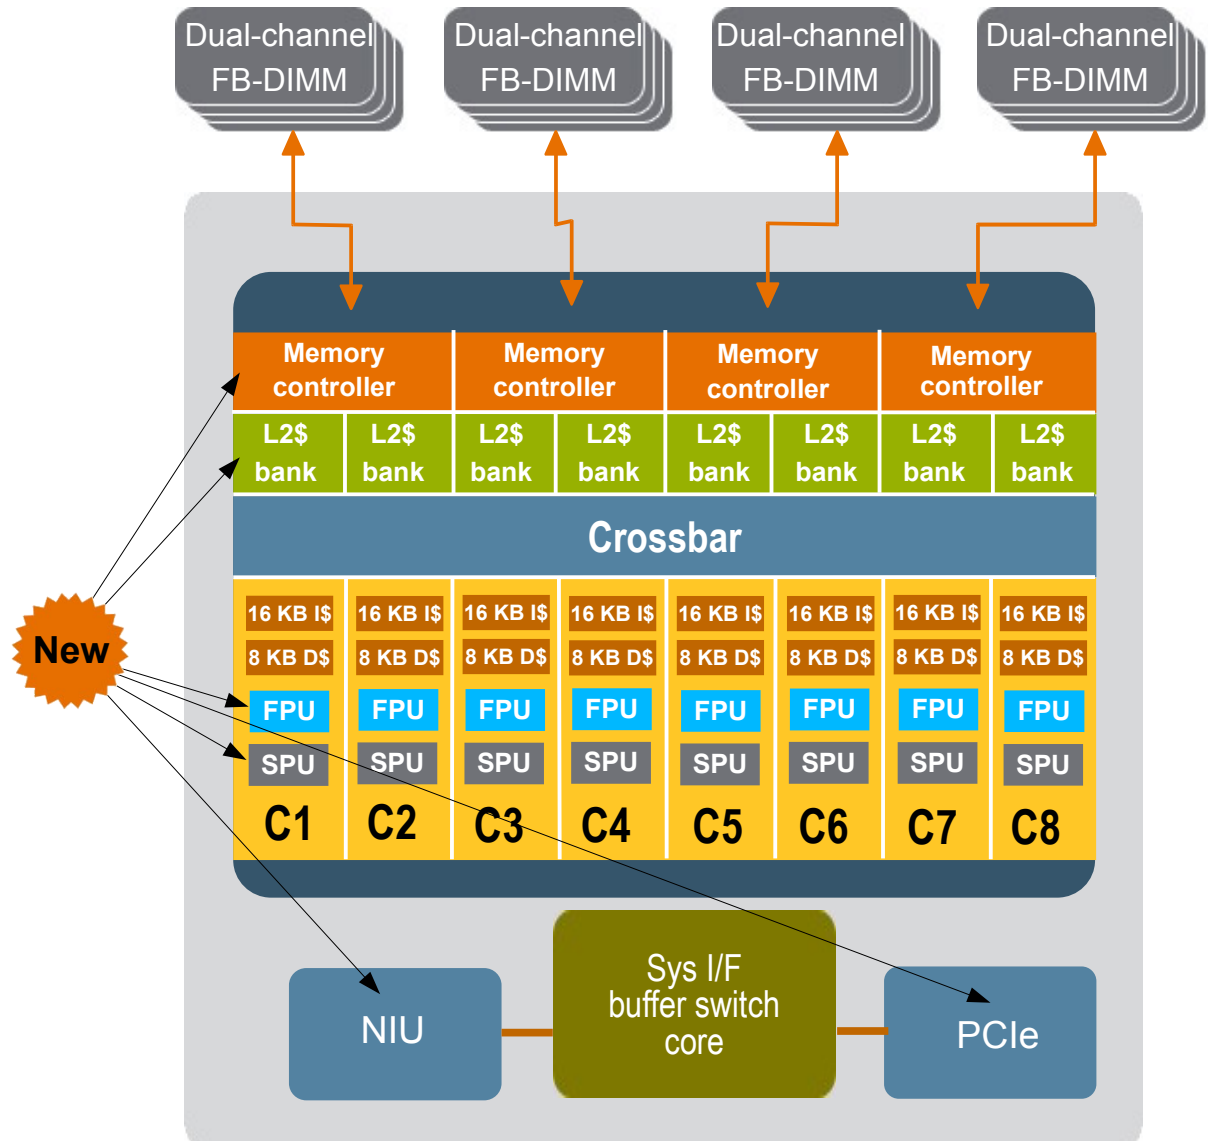 Dual-channel
FB-DIMM
Dual-channel
FB-DIMM
Dual-channel
FB-DIMM
Dual-channel
FB-DIMM
Memory
controller
Memory
controller
Memory
controller
Memory
controller
L2$
bank
L2$
bank
L2$
bank
L2$
bank
L2$
bank
L2$
bank
L2$
bank
L2$
bank
Crossbar
New
16 KB I$
8 KB D$
FPU
SPU
C1
16 KB I$
8 KB D$
FPU
SPU
C2
16 KB I$
8 KB D$
FPU
SPU
C3
16 KB I$
8 KB D$
FPU
SPU
C4
16 KB I$
8 KB D$
FPU
SPU
C5
16 KB I$
8 KB D$
FPU
SPU
C6
16 KB I$
8 KB D$
FPU
SPU
C7
16 KB I$
8 KB D$
FPU
SPU
C8
NIU
Sys I/F
buffer switch
core
PCIe